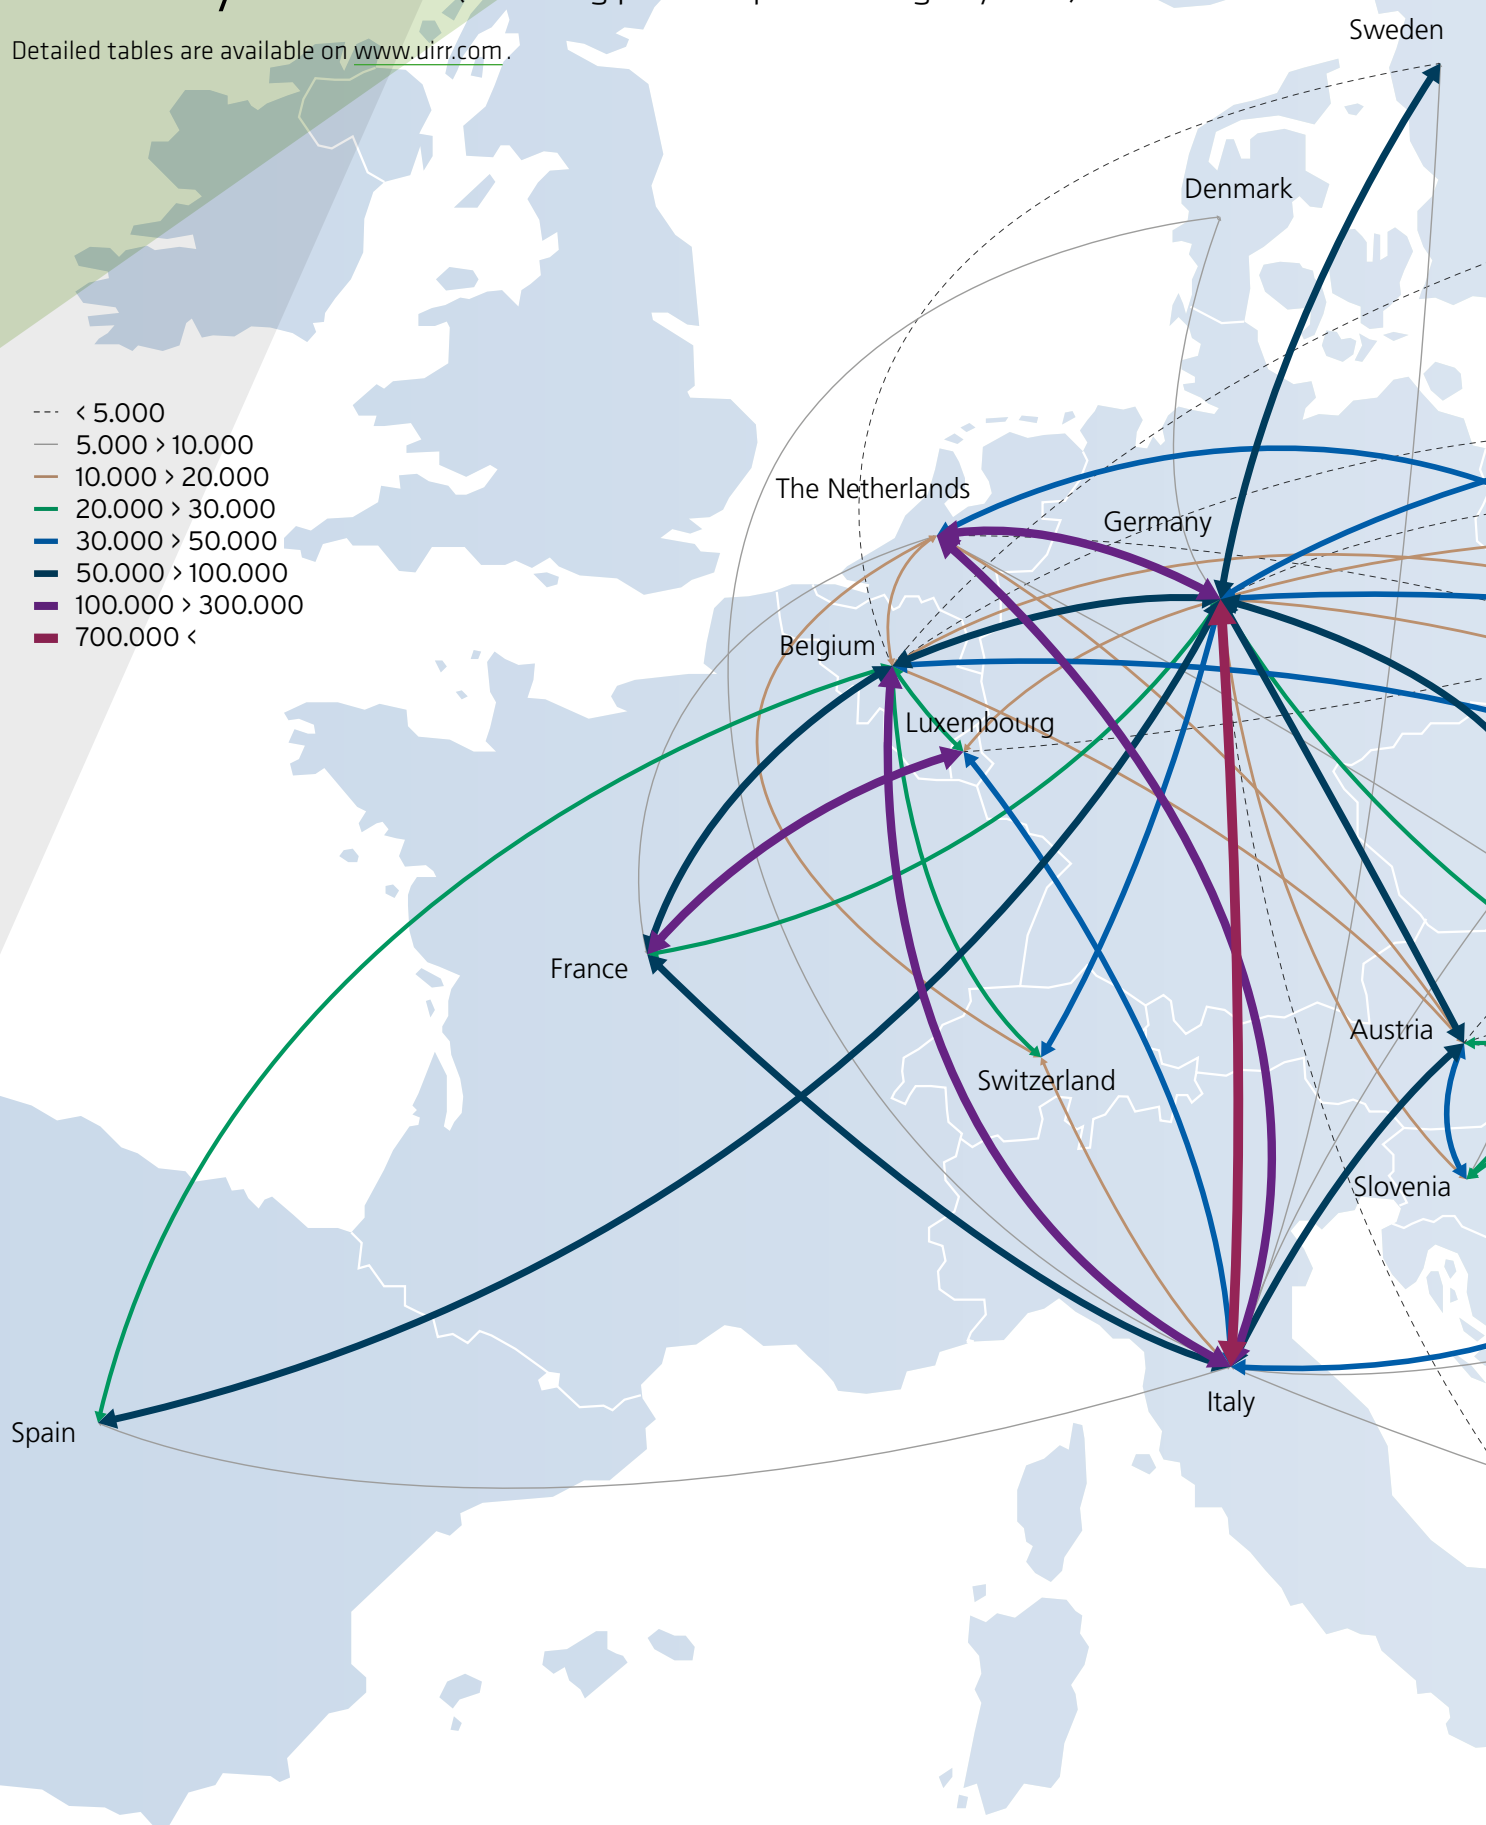 Detailed tables are available on www.uirr.com .
Sweden
Denmark
< 5.000
5.000 > 10.000
10.000 > 20.000
20.000 > 30.000
30.000 > 50.000
50.000 > 100.000
100.000 > 300.000
700.000 <
The Netherlands
Germany
Belgium
Luxembourg
France
Austria
Switzerland
Slovenia
Italy
Spain